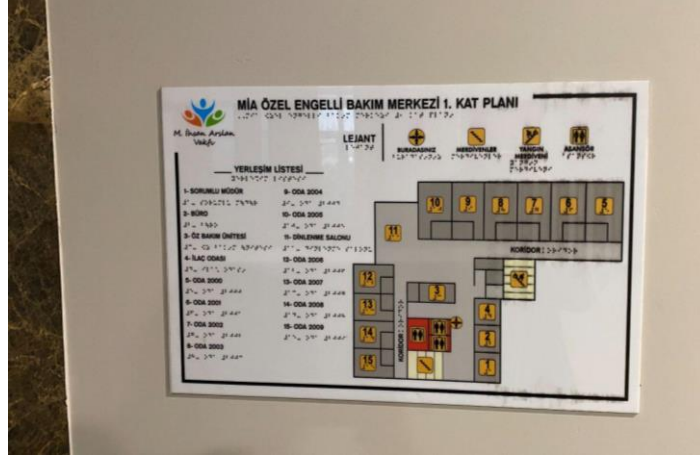 MİA ÖZEL ENGELLİ BAKIM MERKEZİ 1. KAT PLANI
M. İhsan Arslan
Vakfı
LEJANT
BURADASINIZ
MERDİVENLER
YANGIN
MERDİVENİ
ASANSÖR
YERLEŞİM LİSTESİ
1- SORUMLU MÜDÜR
2- BÜRO
3- ÖZ BAKIM ÜNİTESİ
4- İLAÇ ODASI
5- ODA 2000
6- ODA 2001
7- ODA 2002
8- ODA 2003
9- ODA 2004
10- ODA 2005
11- DİNLENME SALONU
12- ODA 2006
13- ODA 2007
14- ODA 2008
15- ODA 2009
10 9 8 7 6 5
11
KORİDOR
12
3
13
4
14
2
KORİDOR
15
1